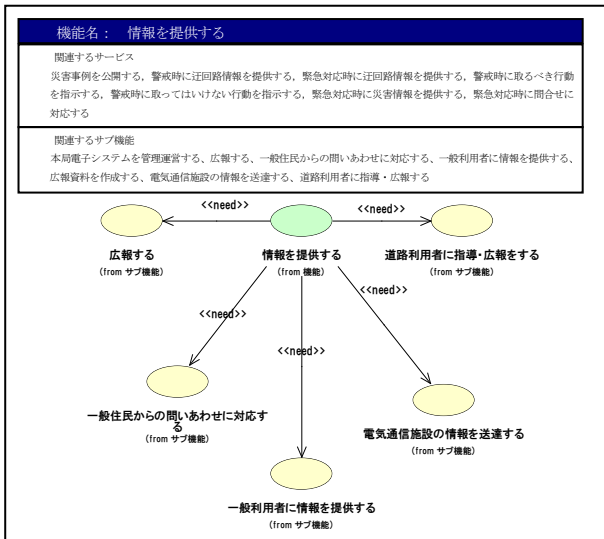 機能名： 情報を提供する
関連するサービス
災害事例を公開する，警戒時に迂回路情報を提供する，緊急対応時に迂回路情報を提供する，警戒時に取るべき行動
を指示する，警戒時に取ってはいけない行動を指示する，緊急対応時に災害情報を提供する，緊急対応時に問合せに
対応する
関連するサブ機能
本局電子システムを管理運営する、広報する、一般住民からの問いあわせに対応する、一般利用者に情報を提供する、
広報資料を作成する、電気通信施設の情報を送達する、道路利用者に指導・広報する
<<need>>
<<need>>
広報する
(from サブ機能)
情報を提供する
(from 機能)
道路利用者に指導・広報をする
(from サブ機能)
<<need>>
<<need>>
<<need>>
一般住民からの問いあわせに対応す
る
(from サブ機能)
電気通信施設の情報を送達する
(from サブ機能)
一般利用者に情報を提供する
(from サブ機能)